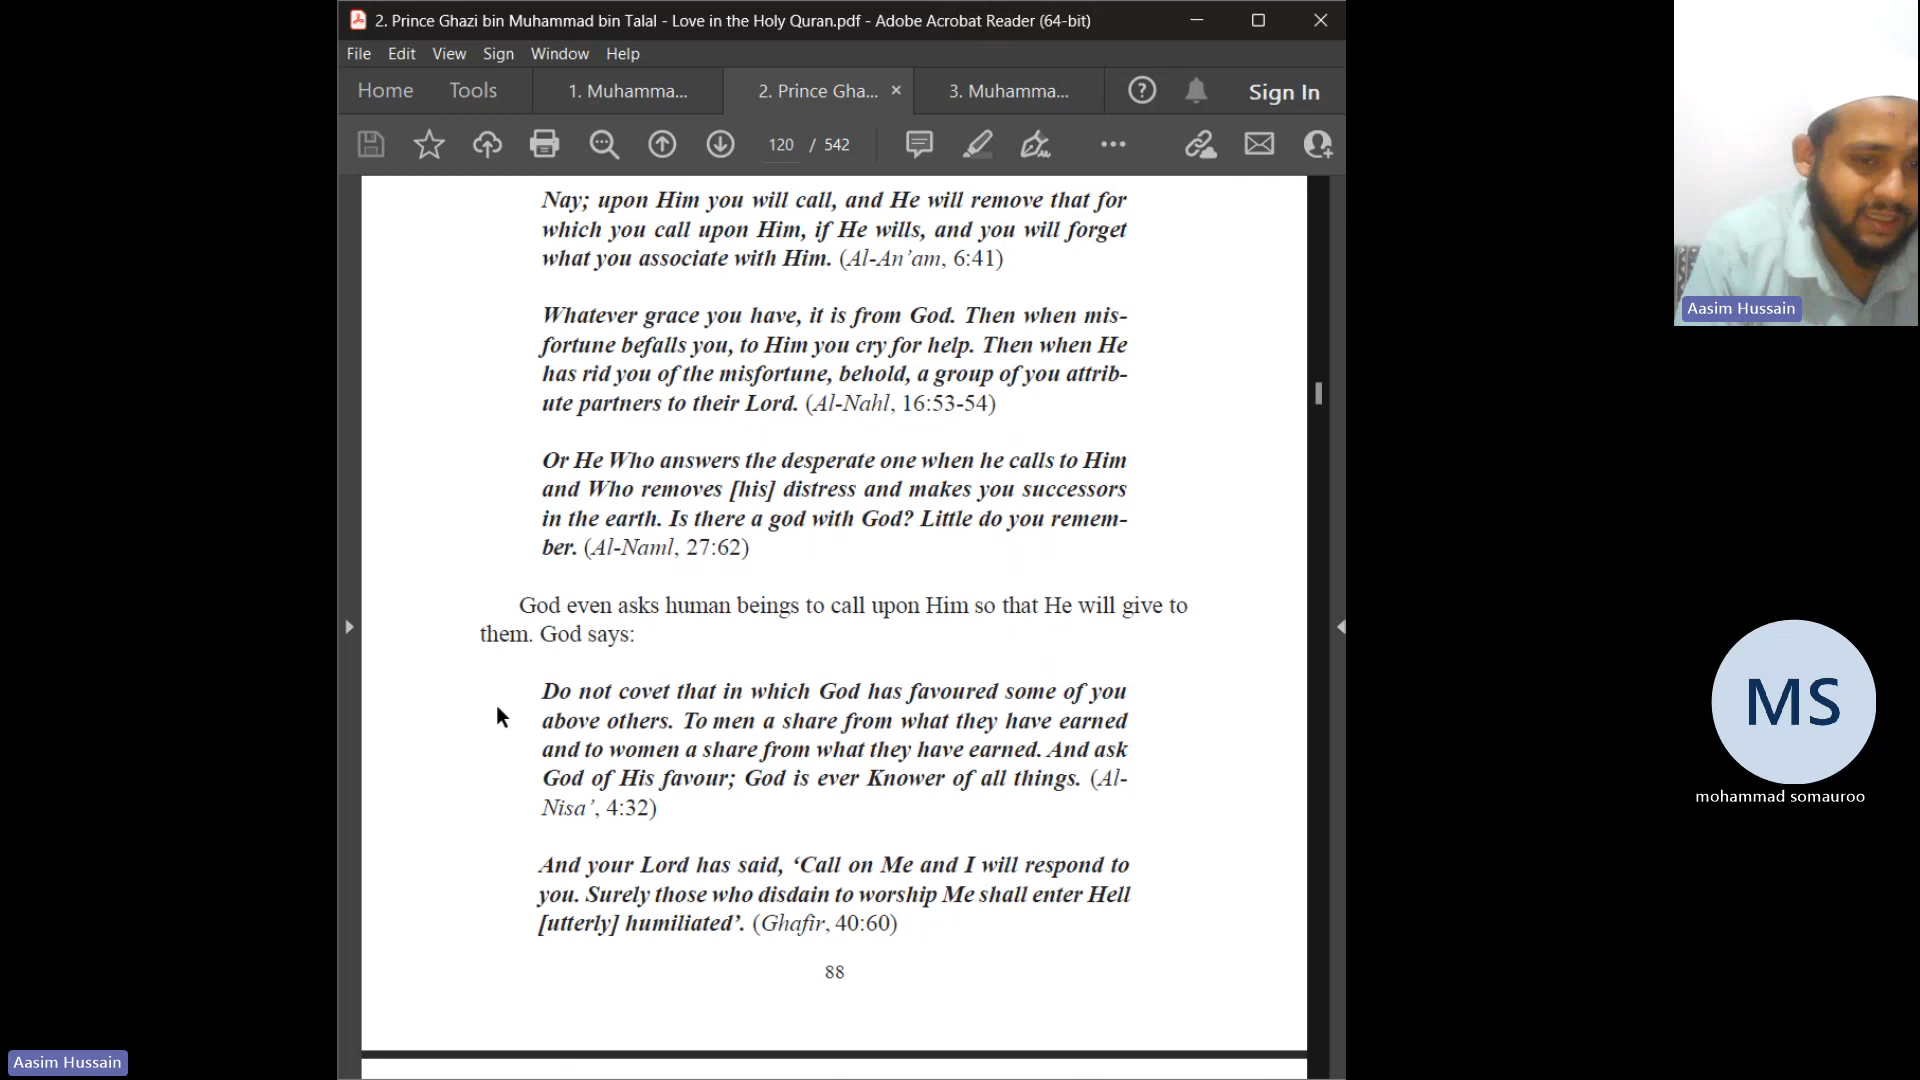 2. Prince Ghazi bin Muhammad bin Talal - Love in the Holy Quran.pdf - Adobe Acrobat Reader (64-bit)
File Edit View Sign Window Help
Home Tools 1. Muhamma... 2. Prince Gha... × 3. Muhamma... Sign In
120 / 542
Nay; upon Him you will call, and He will remove that for
which you call upon Him, if He wills, and you will forget
what you associate with Him. (Al-An’am, 6:41)
Whatever grace you have, it is from God. Then when mis-
fortune befalls you, to Him you cry for help. Then when He
has rid you of the misfortune, behold, a group of you attrib-
ute partners to their Lord. (Al-Nahl, 16:53-54)
Or He Who answers the desperate one when he calls to Him
and Who removes [his] distress and makes you successors
in the earth. Is there a god with God? Little do you remem-
ber. (Al-Naml, 27:62)
God even asks human beings to call upon Him so that He will give to
them. God says:
Do not covet that in which God has favoured some of you
above others. To men a share from what they have earned
and to women a share from what they have earned. And ask
God of His favour; God is ever Knower of all things. (Al-
Nisa’, 4:32)
And your Lord has said, ‘Call on Me and I will respond to
you. Surely those who disdain to worship Me shall enter Hell
[utterly] humiliated’. (Ghafir, 40:60)
88
Aasim Hussain
MS
mohammad somauroo
Aasim Hussain